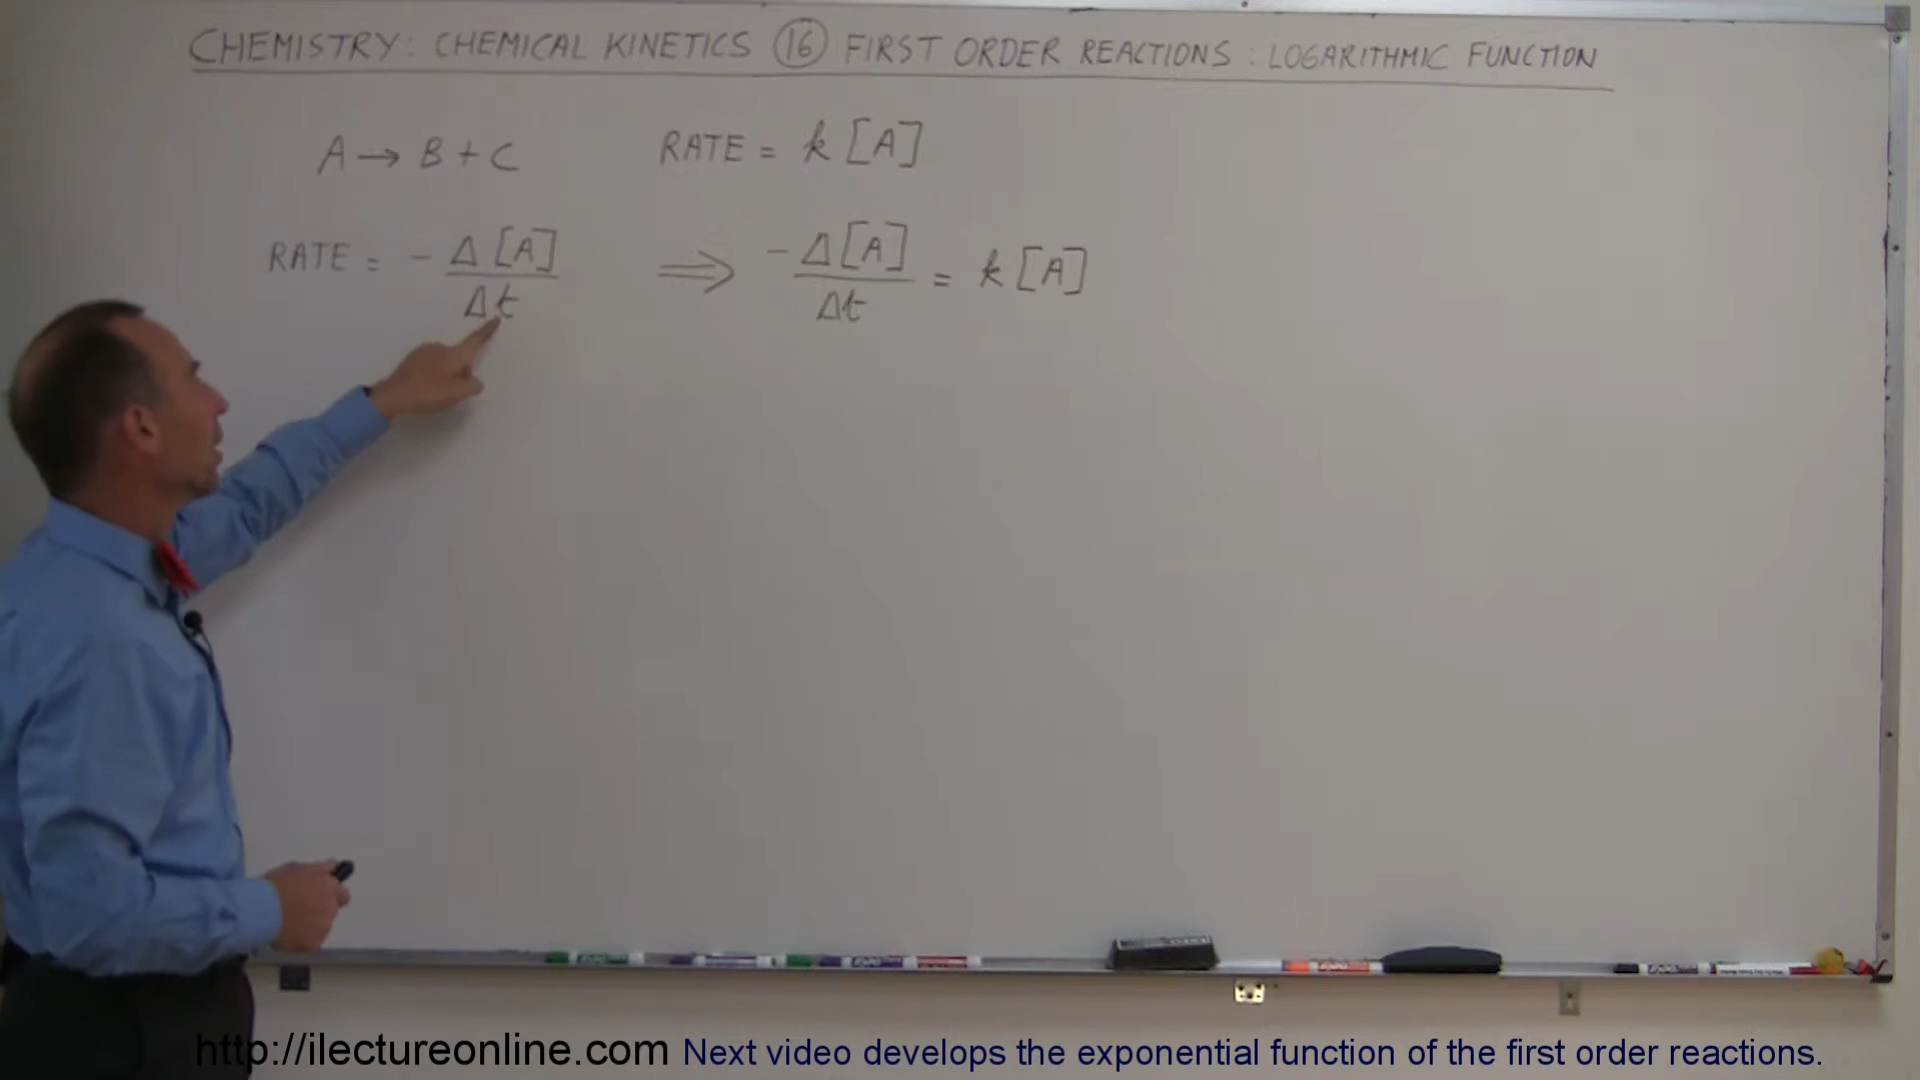 CHEMISTRY: CHEMICAL KINETICS 16 FIRST ORDER REACTIONS: LOGARITHMIC FUNCTION
A → B + C RATE = k [A]
RATE = - Δ [A] / Δt ⟹ - Δ [A] / Δt = k [A]
http://ilectureonline.com Next video develops the exponential function of the first order reactions.